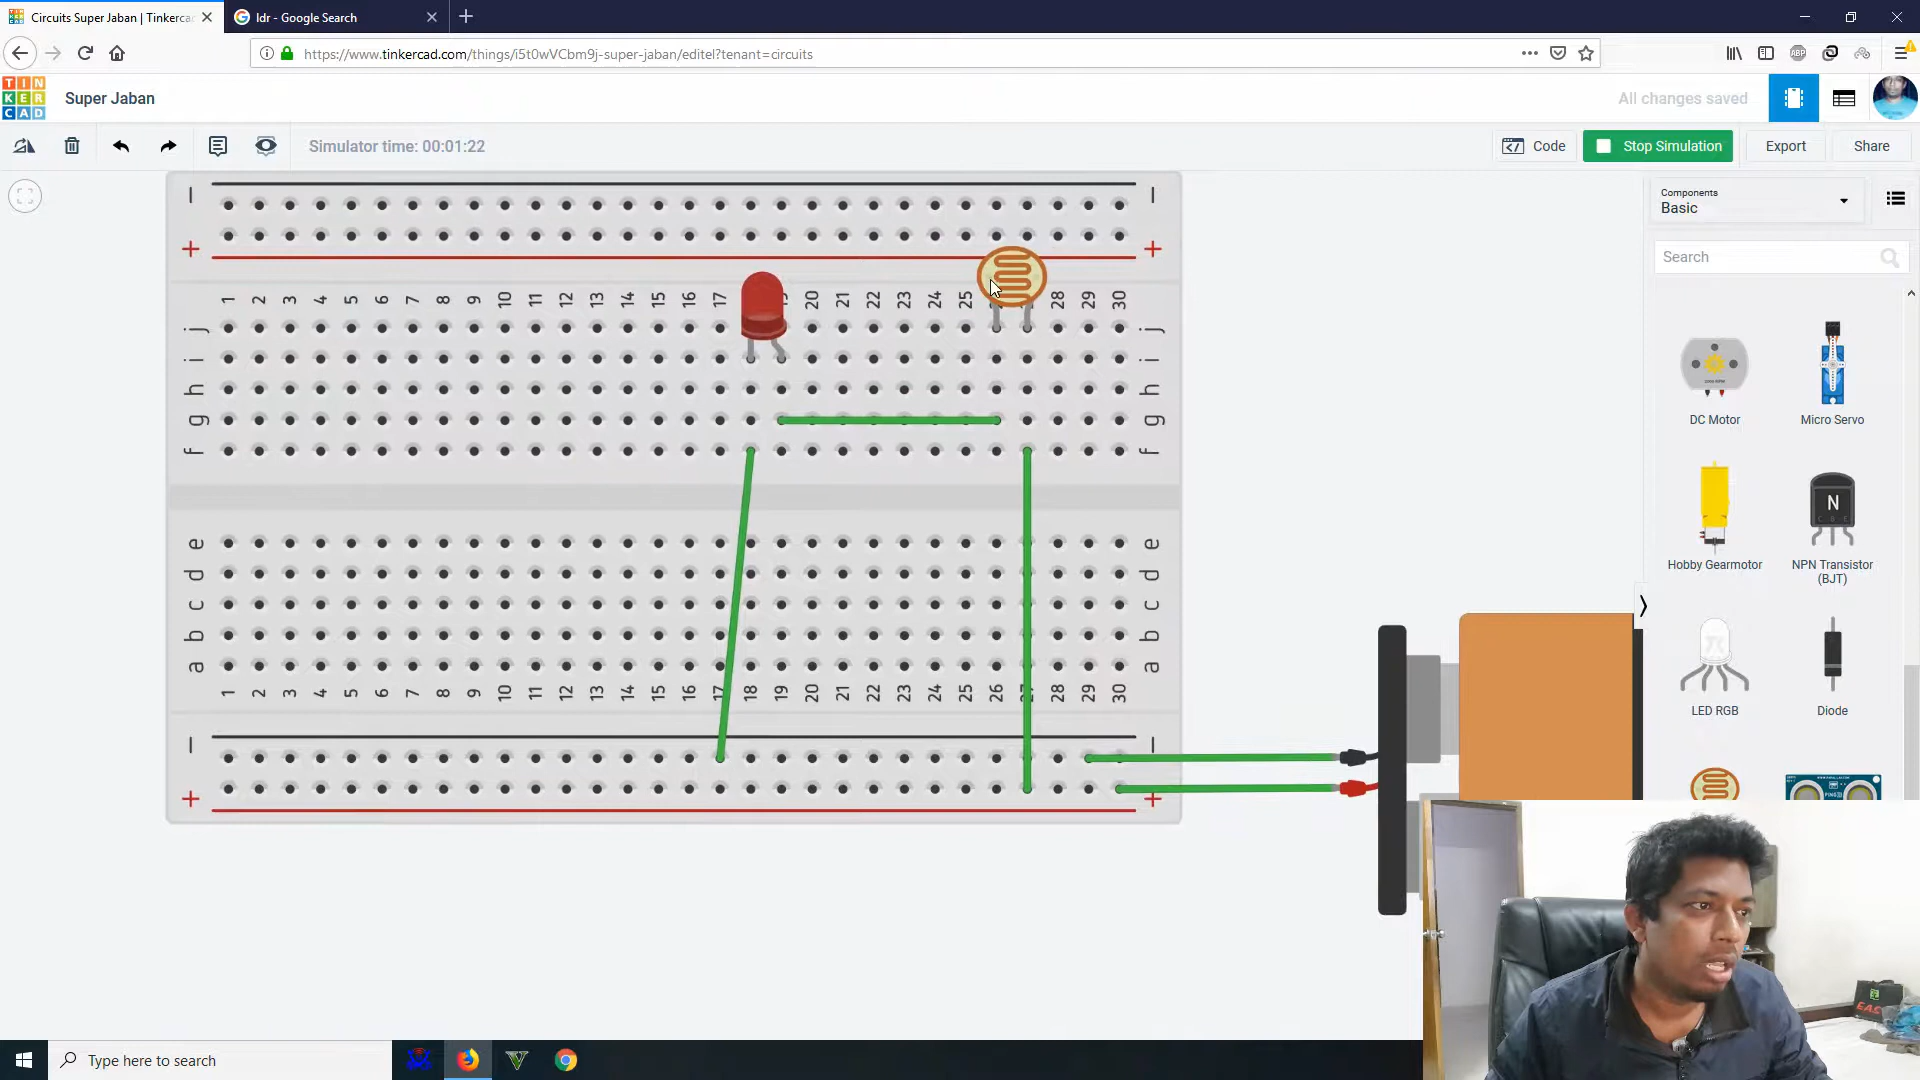 Circuits Super Jaban | Tinkerca
ldr - Google Search
https://www.tinkercad.com/things/i5t0wVCbm9j-super-jaban/editel?tenant=circuits
ABP
TIN
KER
CAD
Super Jaban
All changes saved
Simulator time: 00:01:22
Code
Stop Simulation
Export
Share
Components
Basic
Search
1 2 3 4 5 6 7 8 9 10 11 12 13 14 15 16 17 19 20 21 22 23 24 25 27 28 29 30
j j
i i
h h
g g
f f
e e
d d
c c
b b
a a
1 2 3 4 5 6 7 8 9 10 11 12 13 14 15 16 17 18 19 20 21 22 23 24 25 26 27 28 29 30
DC Motor
Micro Servo
Hobby Gearmotor
N
NPN Transistor
(BJT)
LED RGB
Diode
Type here to search